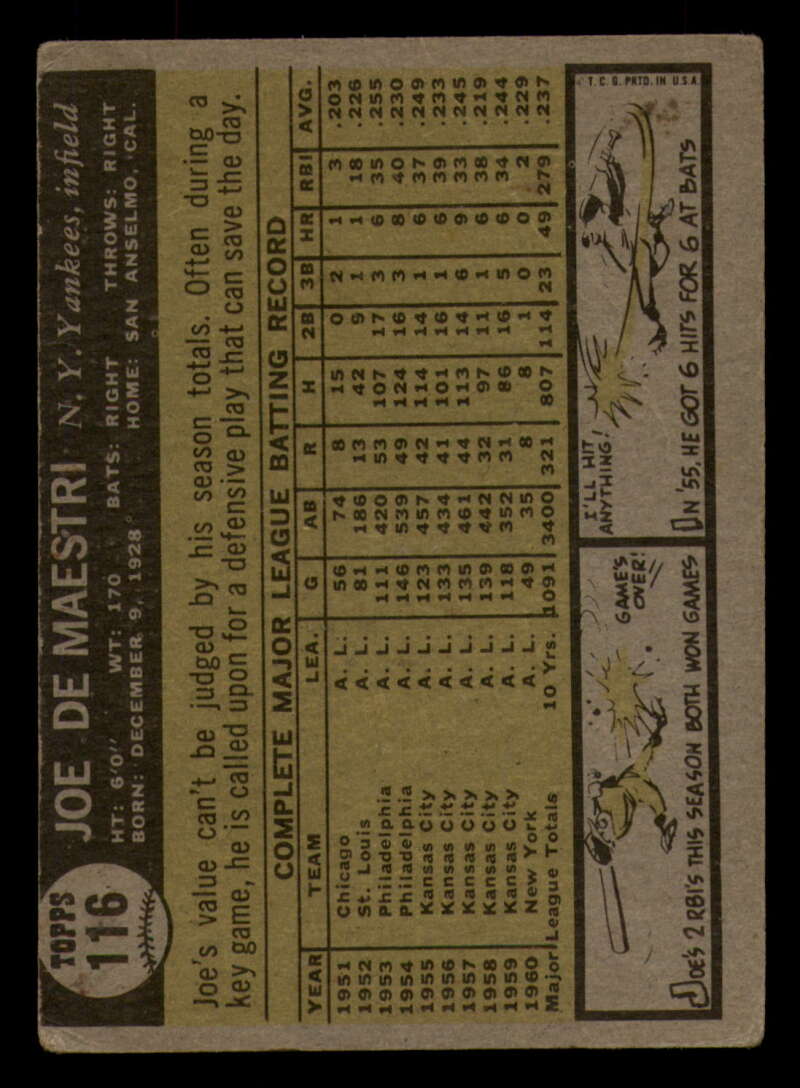 TOPPS
116
JOE DE MAESTRI N. Y. Yankees, infield
HT: 6'0" WT: 170 BATS: RIGHT THROWS: RIGHT
BORN: DECEMBER 9, 1928 HOME: SAN ANSELMO, CAL.
Joe's value can't be judged by his season totals. Often during a
key game, he is called upon for a defensive play that can save the day.
COMPLETE MAJOR LEAGUE BATTING RECORD
YEAR TEAM LEA. G AB R H 2B 3B HR RBI AVG.
1951 Chicago A. L. 56 74 8 15 0 2 1 3 .203
1952 St. Louis A. L. 81 186 13 42 9 1 1 18 .226
1953 Philadelphia A. L. 111 420 53 107 17 3 6 35 .255
1954 Philadelphia A. L. 146 539 49 124 16 3 8 40 .230
1955 Kansas City A. L. 123 457 42 114 14 1 6 37 .249
1956 Kansas City A. L. 133 434 41 101 16 1 6 39 .233
1957 Kansas City A. L. 135 461 44 113 14 6 9 33 .245
1958 Kansas City A. L. 139 442 32 97 11 1 6 38 .219
1959 Kansas City A. L. 118 352 31 86 16 5 6 34 .244
1960 New York A. L. 49 35 8 8 1 0 0 2 .229
Major League Totals 10 Yrs. 1091 3400 321 807 114 23 49 279 .237
GAME'S
OVER!
JOE'S 2 RBI'S THIS SEASON BOTH WON GAMES
I'LL HIT
ANYTHING!
IN '55, HE GOT 6 HITS FOR 6 AT BATS
T. C. G. PRTD. IN U.S.A.